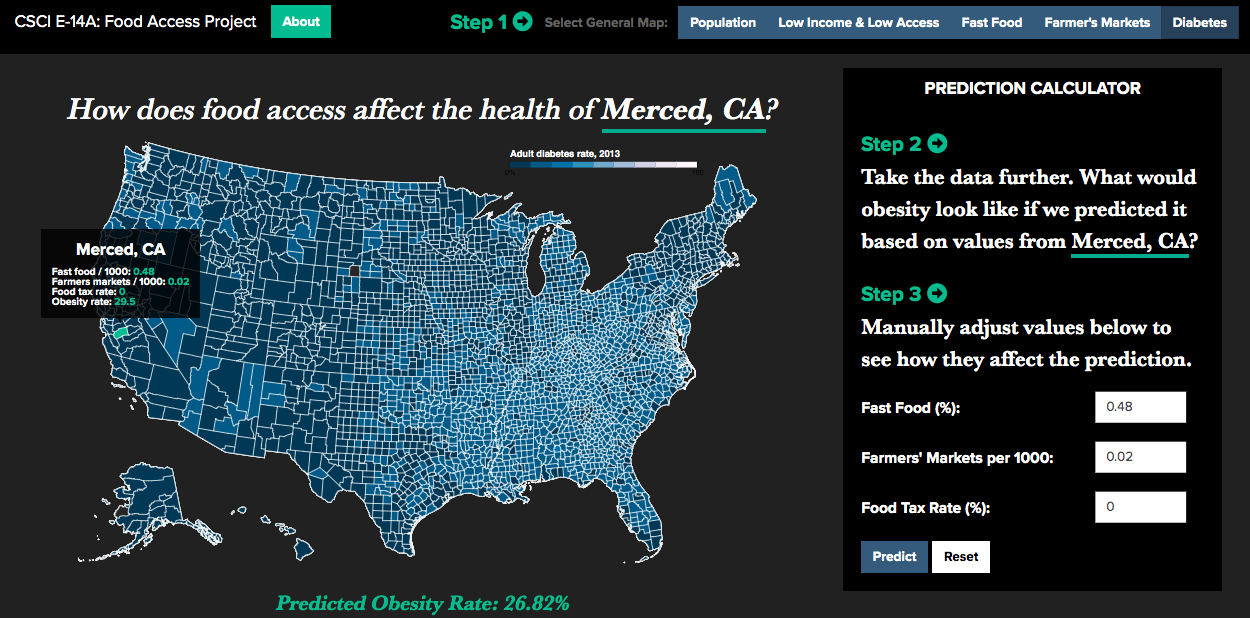 CSCI E-14A: Food Access Project
About
Step 1
Select General Map:
Population
Low Income & Low Access
Fast Food
Farmer's Markets
Diabetes
How does food access affect the health of Merced, CA?
Adult diabetes rate, 2013
0%
100
Merced, CA
Fast food / 1000: 0.48
Farmers markets / 1000: 0.02
Food tax rate: 0
Obesity rate: 29.5
Predicted Obesity Rate: 26.82%
PREDICTION CALCULATOR
Step 2
Take the data further. What would
obesity look like if we predicted it
based on values from Merced, CA?
Step 3
Manually adjust values below to
see how they affect the prediction.
Fast Food (%):
0.48
Farmers' Markets per 1000:
0.02
Food Tax Rate (%):
0
Predict
Reset